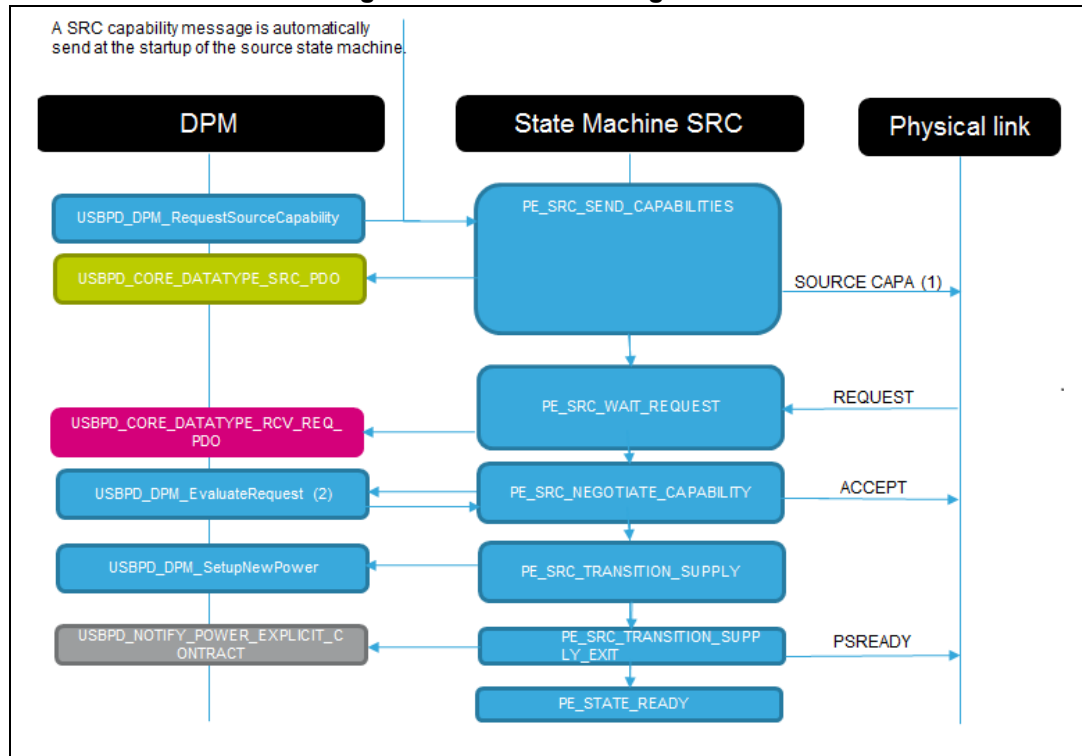 A SRC capability message is automatically
send at the startup of the source state machine.
DPM
State Machine SRC
Physical link
USBPD_DPM_RequestSourceCapability
PE_SRC_SEND_CAPABILITIES
USBPD_CORE_DATATYPE_SRC_PDO
SOURCE CAPA (1)
PE_SRC_WAIT_REQUEST
REQUEST
USBPD_CORE_DATATYPE_RCV_REQ_
PDO
USBPD_DPM_EvaluateRequest (2)
PE_SRC_NEGOTIATE_CAPABILITY
ACCEPT
USBPD_DPM_SetupNewPower
PE_SRC_TRANSITION_SUPPLY
USBPD_NOTIFY_POWER_EXPLICIT_C
ONTRACT
PE_SRC_TRANSITION_SUPP
LY_EXIT
PSREADY
PE_STATE_READY